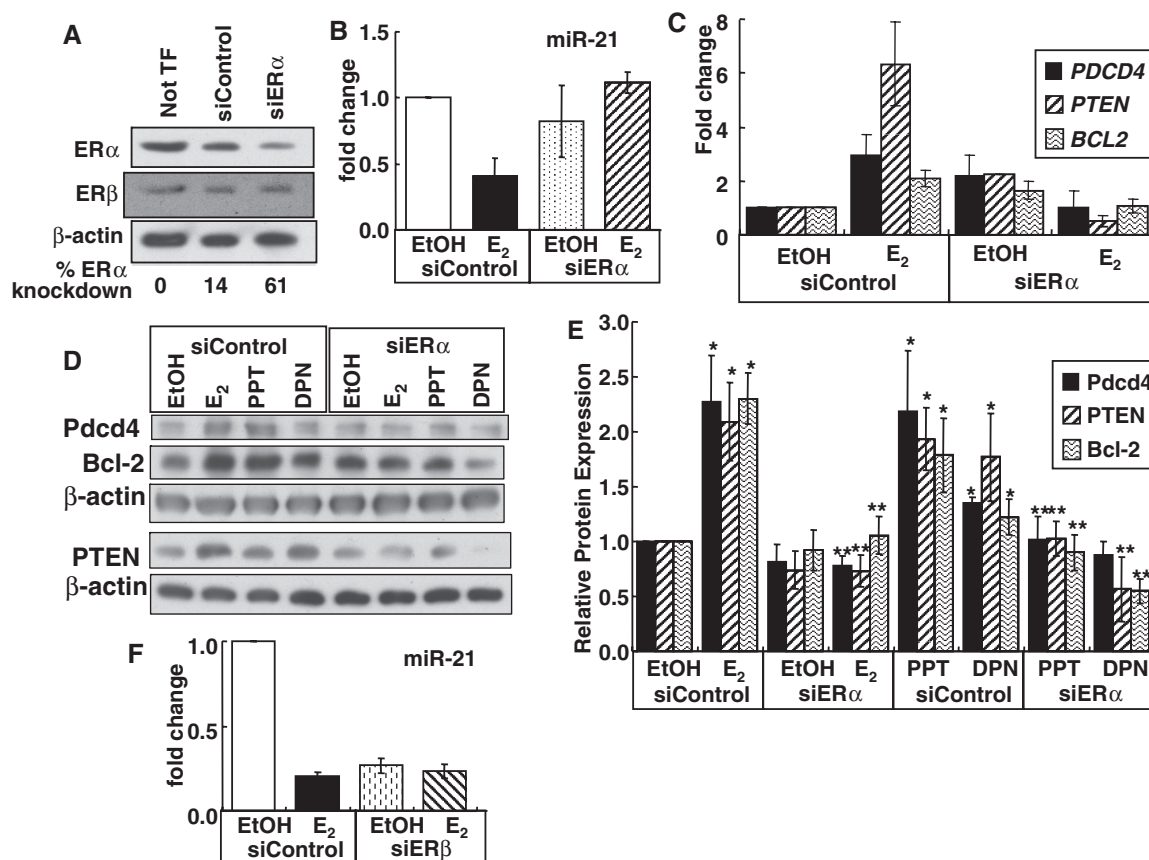 A
Not TF
siControl
siERα
ERα
ERβ
β-actin
% ERα
knockdown
0 14 61
B
miR-21
fold change
1.5
1.0
0.5
0.0
EtOH E2 EtOH E2
siControl siERα
C
Fold change
8
6
4
2
0
PDCD4
PTEN
BCL2
EtOH E2 EtOH E2
siControl siERα
D
siControl siERα
EtOH E2 PPT DPN EtOH E2 PPT DPN
Pdcd4
Bcl-2
β-actin
PTEN
β-actin
E
Relative Protein Expression
3.0
2.5
2.0
1.5
1.0
0.5
0.0
* * * * * * * * *
** ** ** ** ** ** ** **
Pdcd4
PTEN
Bcl-2
EtOH E2 EtOH E2 PPT DPN PPT DPN
siControl siERα siControl siERα
F
miR-21
fold change
1.0
0.5
0.0
EtOH E2 EtOH E2
siControl siERβ